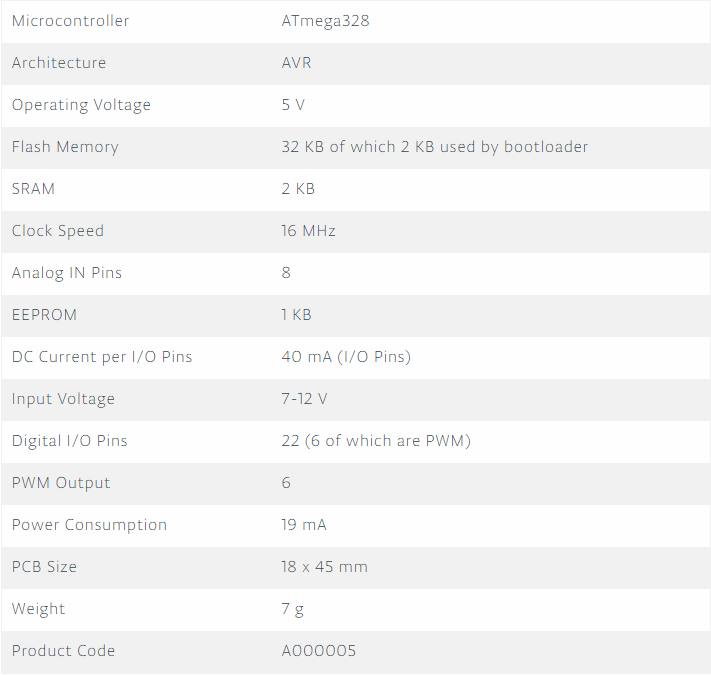 Microcontroller ATmega328
Architecture AVR
Operating Voltage 5 V
Flash Memory 32 KB of which 2 KB used by bootloader
SRAM 2 KB
Clock Speed 16 MHz
Analog IN Pins 8
EEPROM 1 KB
DC Current per I/O Pins 40 mA (I/O Pins)
Input Voltage 7-12 V
Digital I/O Pins 22 (6 of which are PWM)
PWM Output 6
Power Consumption 19 mA
PCB Size 18 x 45 mm
Weight 7 g
Product Code A000005